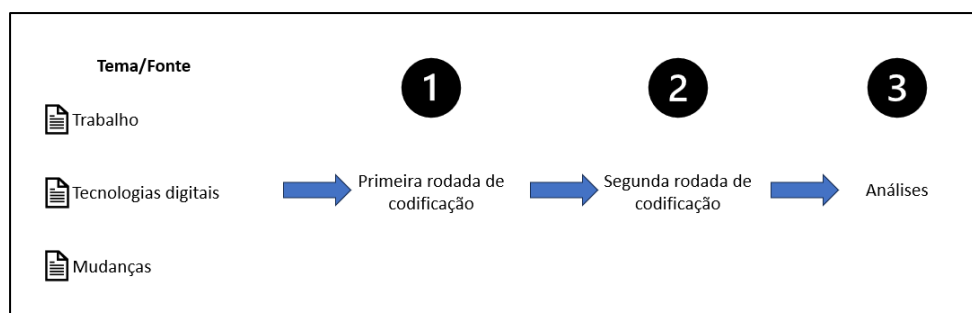 Tema/Fonte
Trabalho
Tecnologias digitais
Mudanças
1
Primeira rodada de
codificação
2
Segunda rodada de
codificação
3
Análises